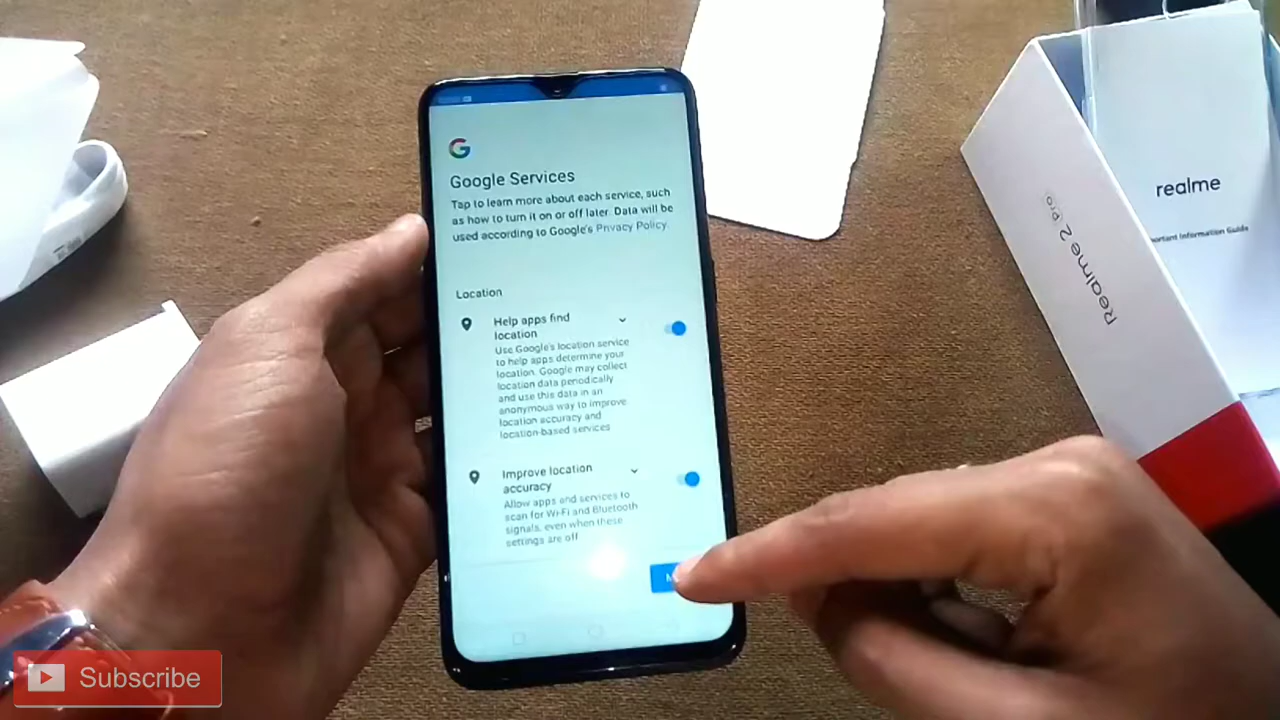 Google Services
Tap to learn more about each service, such
as how to turn it on or off later. Data will be
used according to Google's Privacy Policy.
Location
Help apps find
location
Use Google's location service
to help apps determine your
location. Google may collect
location data periodically
and use this data in an
anonymous way to improve
location accuracy and
location-based services
Improve location
accuracy
Allow apps and services to
scan for Wi-Fi and Bluetooth
signals, even when these
settings are off
Realme 2 Pro
realme
Important Information Guide
Subscribe